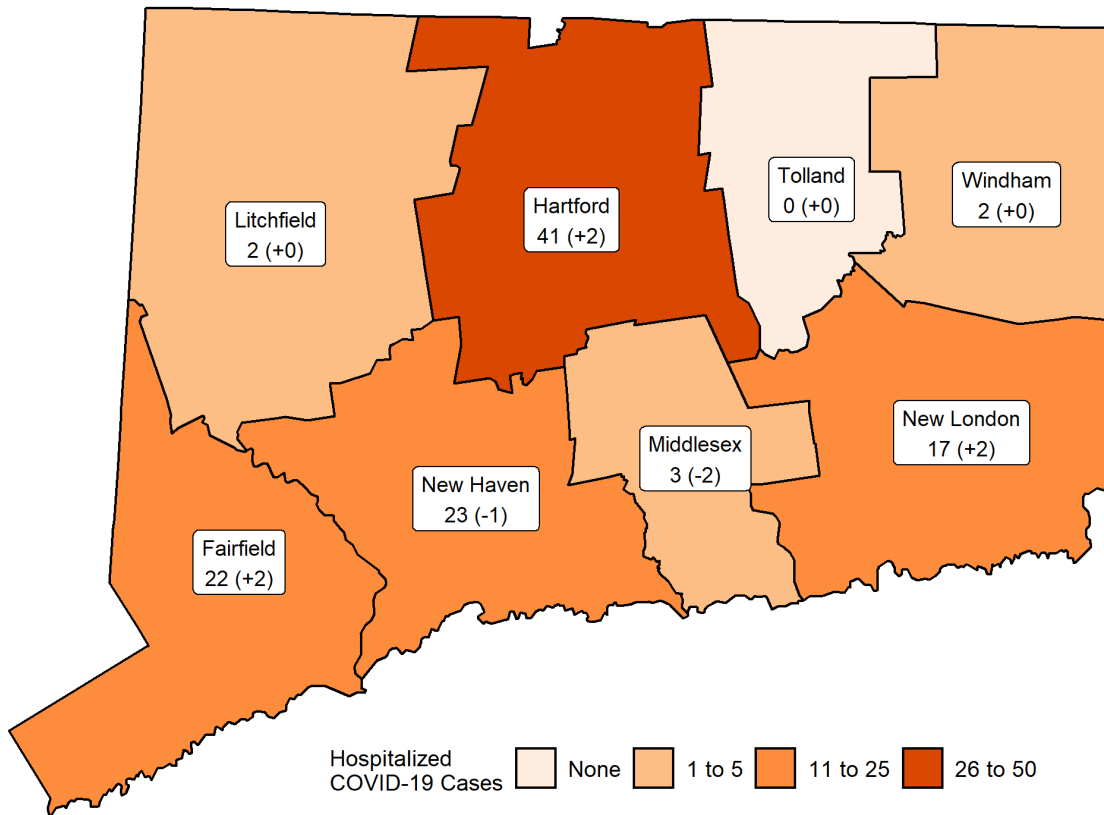 Tolland
0 (+0)
Windham
2 (+0)
Litchfield
2 (+0)
Hartford
41 (+2)
New London
17 (+2)
Middlesex
3 (-2)
New Haven
23 (-1)
Fairfield
22 (+2)
Hospitalized
COVID-19 Cases
None
1 to 5
11 to 25
26 to 50